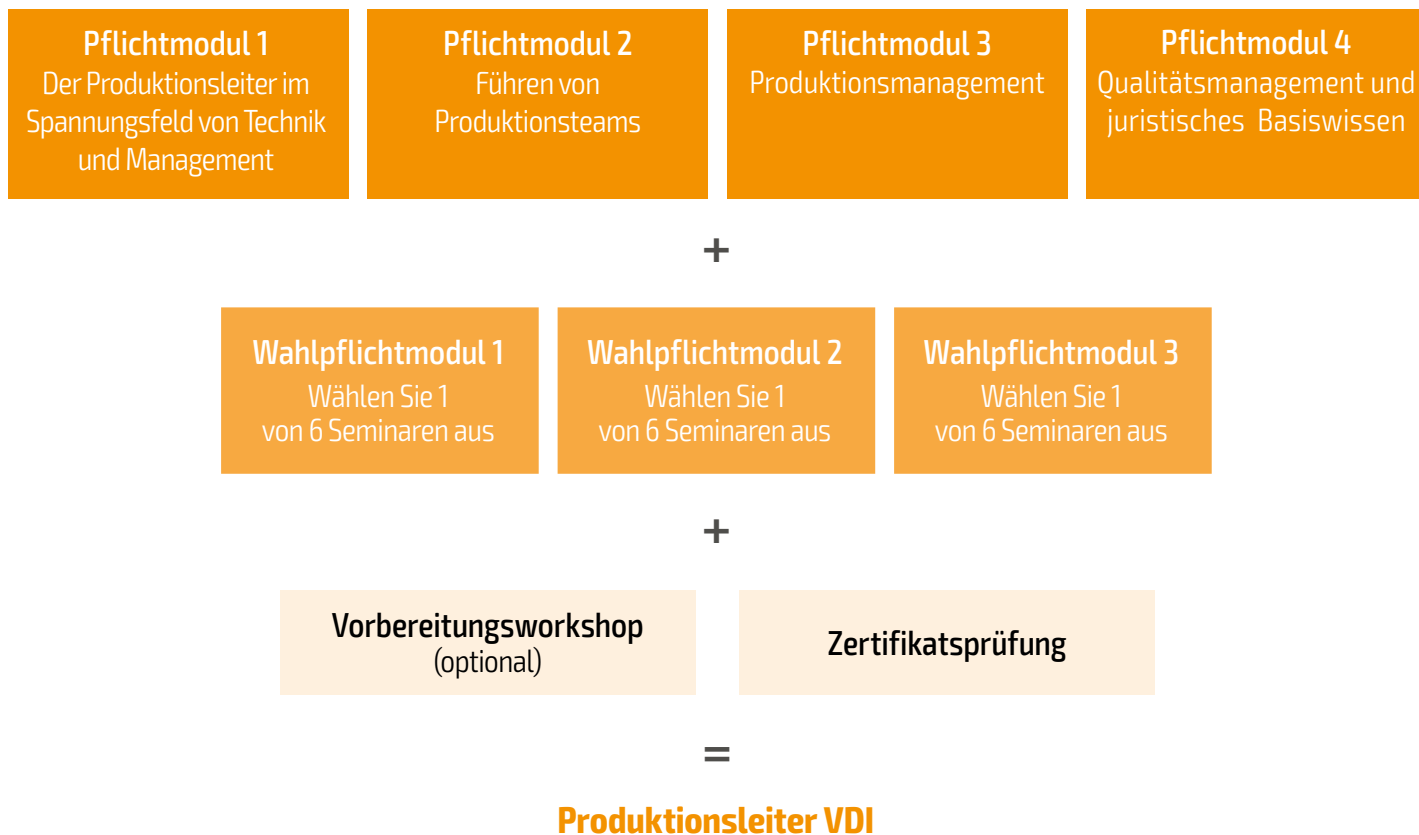 Pflichtmodul 1
Der Produktionsleiter im
Spannungsfeld von Technik
und Management
Pflichtmodul 2
Führen von
Produktionsteams
Pflichtmodul 3
Produktionsmanagement
Pflichtmodul 4
Qualitätsmanagement und
juristisches Basiswissen
+
Wahlpflichtmodul 1
Wählen Sie 1
von 6 Seminaren aus
Wahlpflichtmodul 2
Wählen Sie 1
von 6 Seminaren aus
Wahlpflichtmodul 3
Wählen Sie 1
von 6 Seminaren aus
+
Vorbereitungsworkshop
(optional)
Zertifikatsprüfung
=
Produktionsleiter VDI